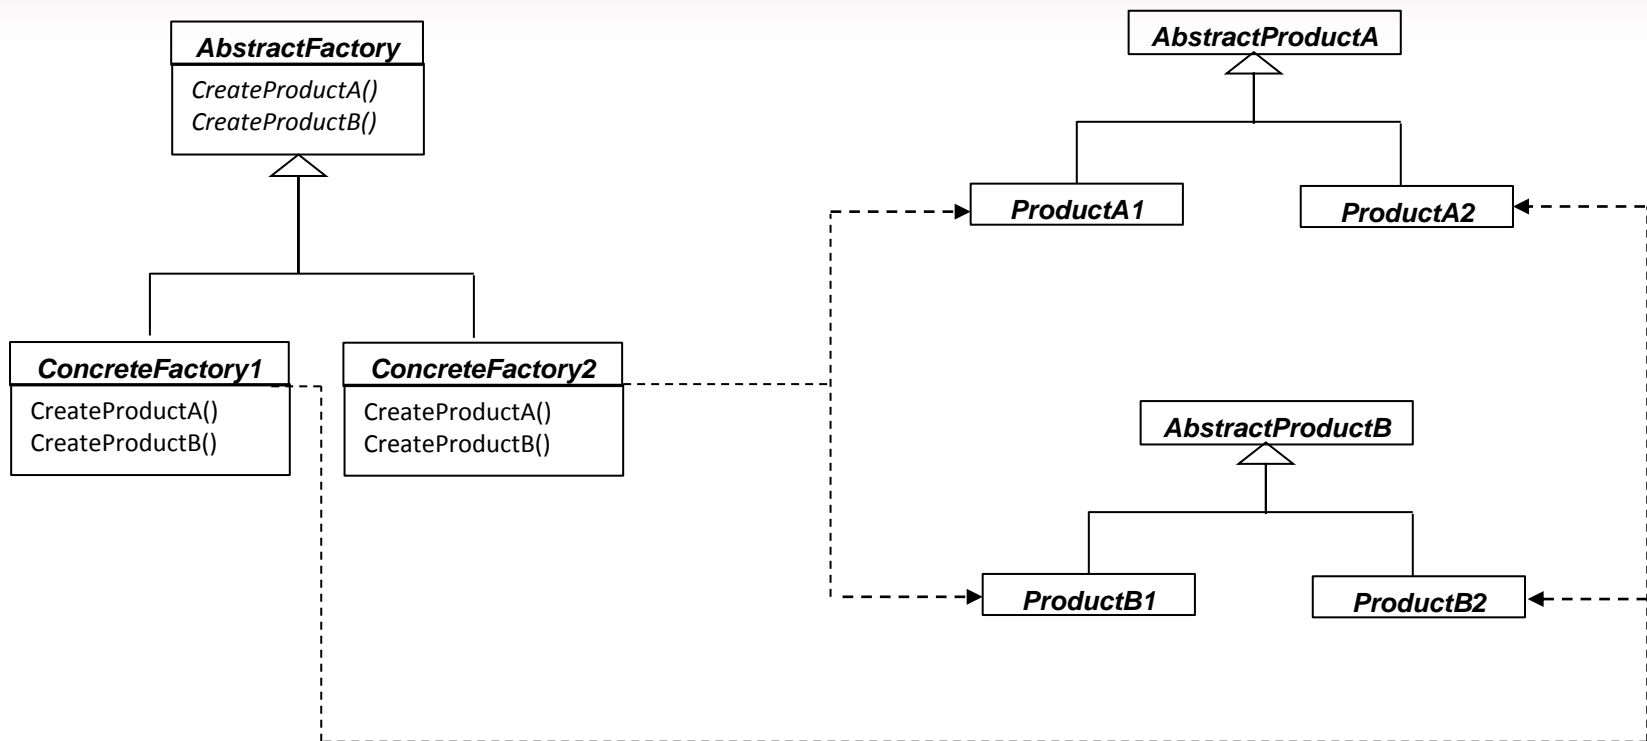 AbstractFactory
CreateProductA()
CreateProductB()
AbstractProductA
ProductA1
ProductA2
ConcreteFactory1
CreateProductA()
CreateProductB()
ConcreteFactory2
CreateProductA()
CreateProductB()
AbstractProductB
ProductB1
ProductB2